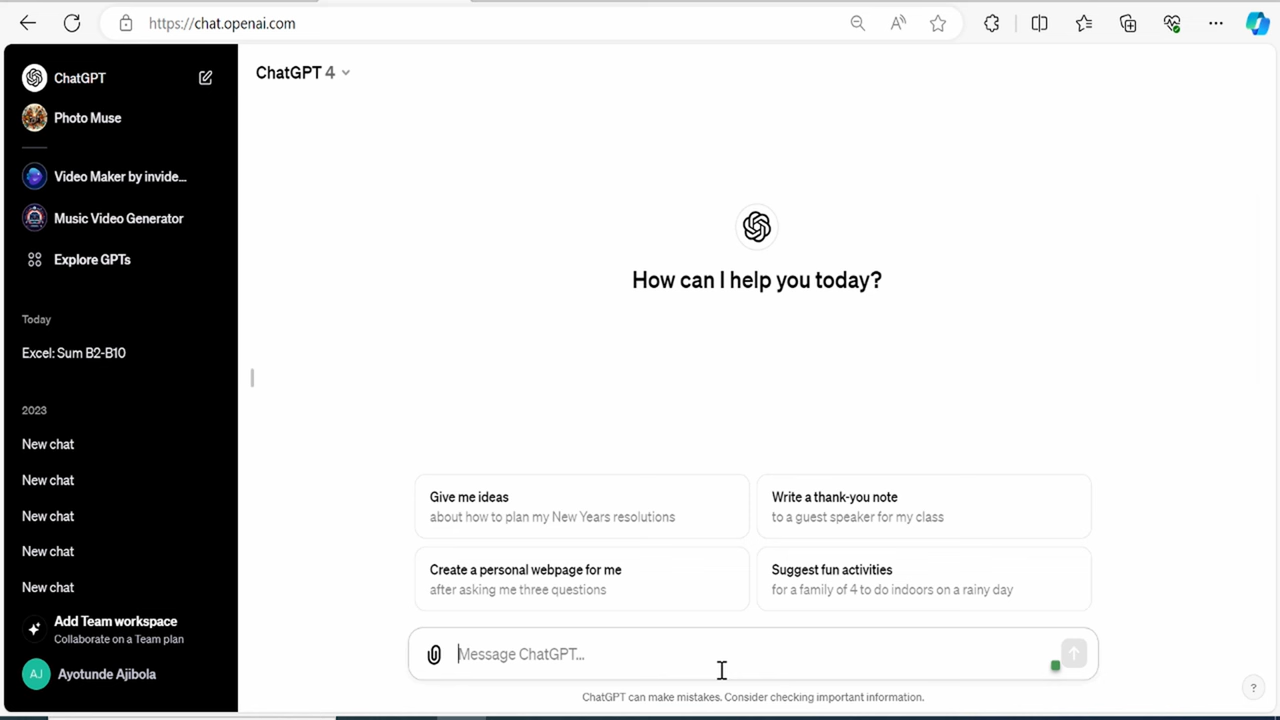 https://chat.openai.com
ChatGPT
Photo Muse
Video Maker by invide...
Music Video Generator
Explore GPTs
Today
Excel: Sum B2-B10
2023
New chat
New chat
New chat
New chat
New chat
Add Team workspace
Collaborate on a Team plan
AJ Ayotunde Ajibola
ChatGPT 4
How can I help you today?
Give me ideas
about how to plan my New Years resolutions
Write a thank-you note
to a guest speaker for my class
Create a personal webpage for me
after asking me three questions
Suggest fun activities
for a family of 4 to do indoors on a rainy day
Message ChatGPT...
ChatGPT can make mistakes. Consider checking important information.
?